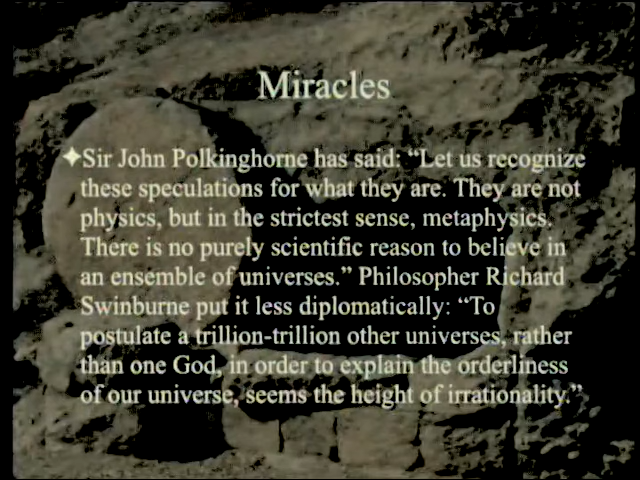 Miracles
✦Sir John Polkinghorne has said: “Let us recognize
these speculations for what they are. They are not
physics, but in the strictest sense, metaphysics.
There is no purely scientific reason to believe in
an ensemble of universes.” Philosopher Richard
Swinburne put it less diplomatically: “To
postulate a trillion-trillion other universes, rather
than one God, in order to explain the orderliness
of our universe, seems the height of irrationality.”